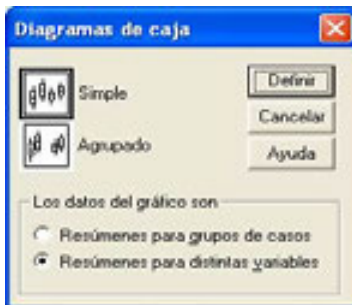 Diagramas de caja
Simple
Agrupado
Definir
Cancelar
Ayuda
Los datos del gráfico son
Resúmenes para grupos de casos
Resúmenes para distintas variables